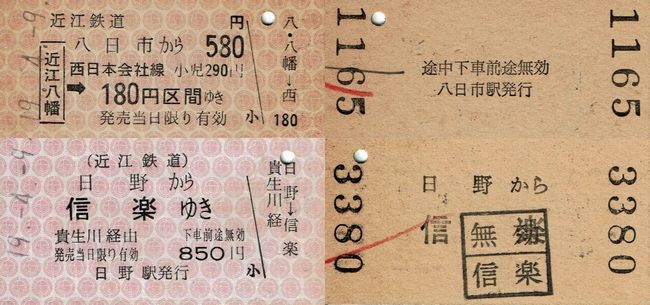 近江鉄道
円
八日市から 580
近江八幡
西日本会社線 小児290円
➡ 180円区間ゆき
発売当日限り有効
小
八・八幡→西
180
19.-4.-9
1165
途中下車前途無効
八日市駅発行
1165
(近江鉄道)
日野から
信楽ゆき
貴生川経由 下車前途無効
発売当日限り有効 850円
日野駅発行
小
日野→信楽
貴生川経
19.-4.-9
3380
日野から
信
無効
信楽
3380